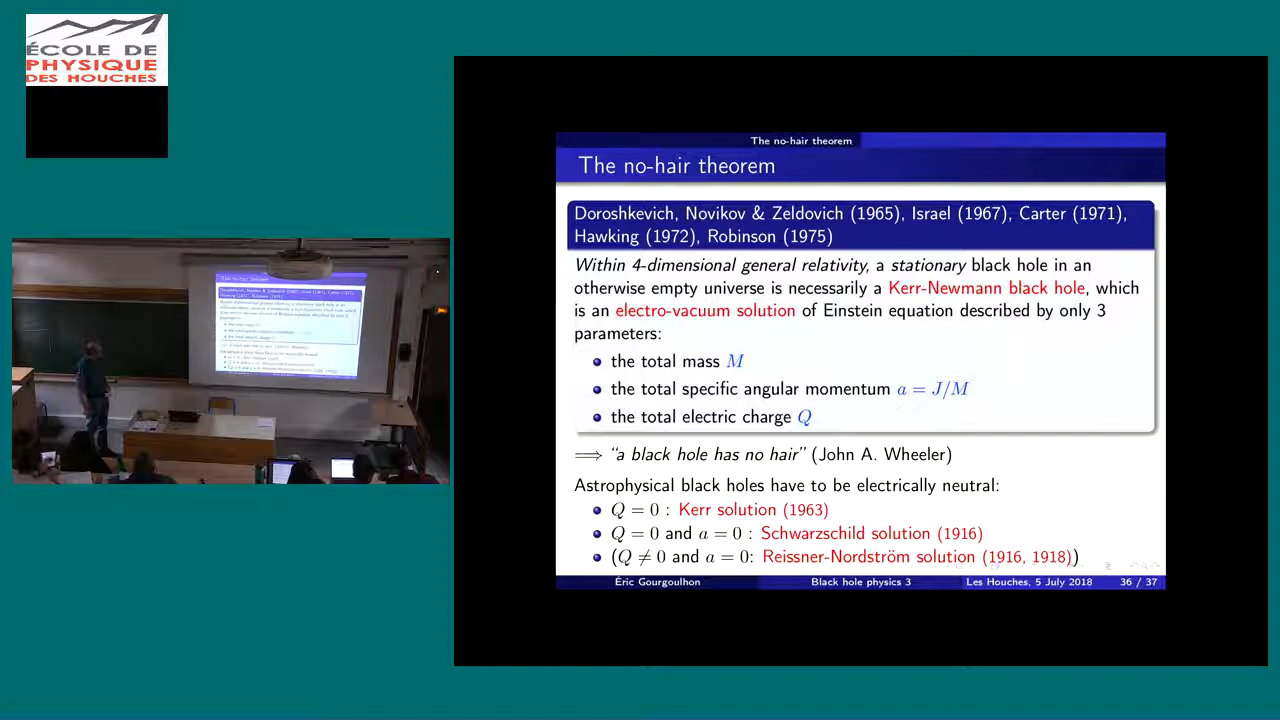 ÉCOLE DE
PHYSIQUE
DES HOUCHES
The no-hair theorem
The no-hair theorem
Doroshkevich, Novikov & Zeldovich (1965), Israel (1967), Carter (1971),
Hawking (1972), Robinson (1975)
Within 4-dimensional general relativity, a stationary black hole in an
otherwise empty universe is necessarily a Kerr-Newmann black hole, which
is an electro-vacuum solution of Einstein equation described by only 3
parameters:
the total mass M
the total specific angular momentum a = J/M
the total electric charge Q
⟹ “a black hole has no hair” (John A. Wheeler)
Astrophysical black holes have to be electrically neutral:
Q = 0 : Kerr solution (1963)
Q = 0 and a = 0 : Schwarzschild solution (1916)
(Q ≠ 0 and a = 0: Reissner-Nordström solution (1916, 1918))
Éric Gourgoulhon Black hole physics 3 Les Houches, 5 July 2018 36 / 37